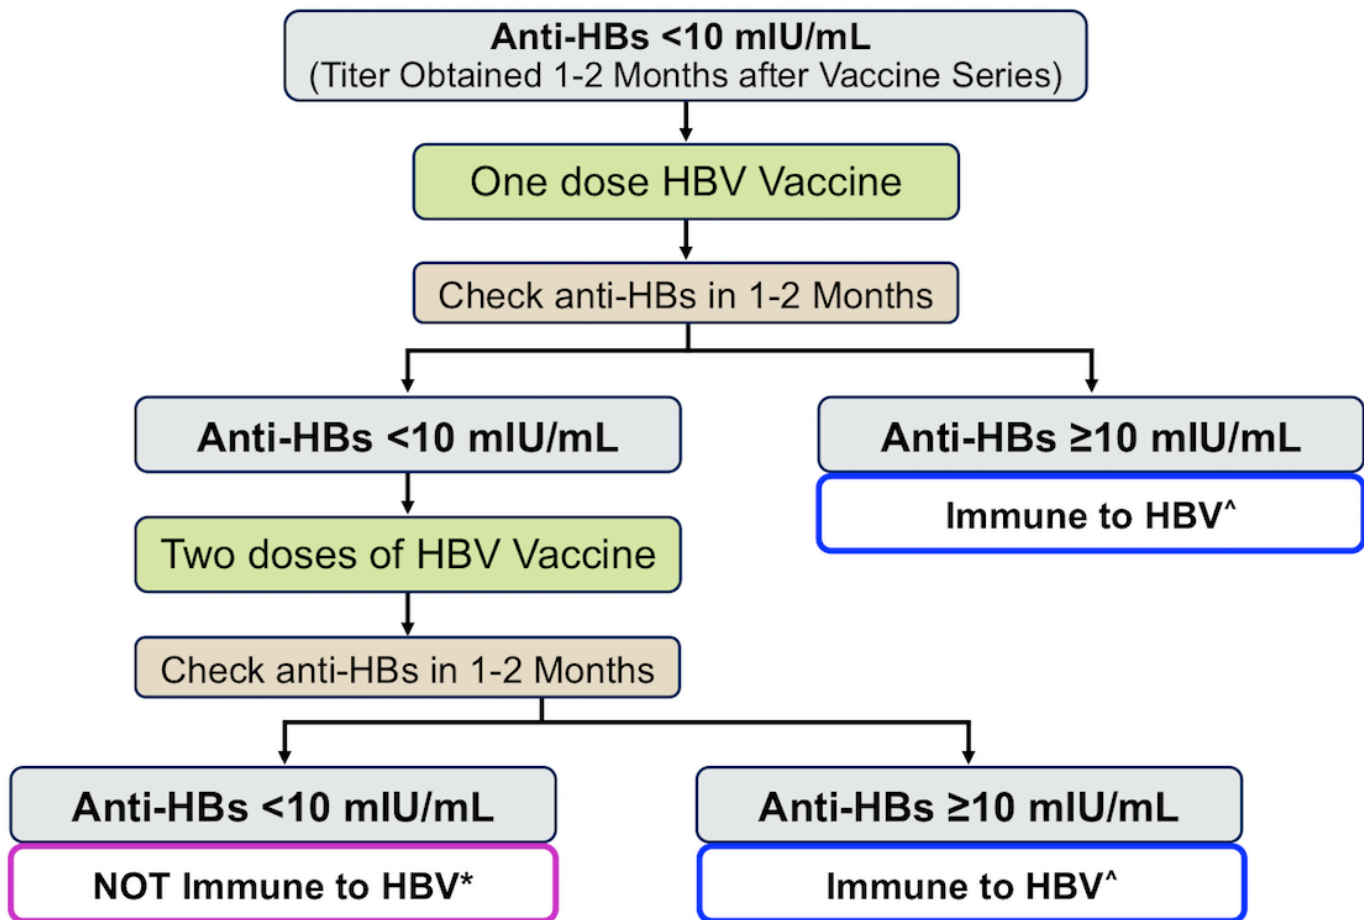 Anti-HBs <10 mIU/mL
(Titer Obtained 1-2 Months after Vaccine Series)
One dose HBV Vaccine
Check anti-HBs in 1-2 Months
Anti-HBs <10 mIU/mL
Anti-HBs ≥10 mIU/mL
Immune to HBV^
Two doses of HBV Vaccine
Check anti-HBs in 1-2 Months
Anti-HBs <10 mIU/mL
Anti-HBs ≥10 mIU/mL
NOT Immune to HBV*
Immune to HBV^